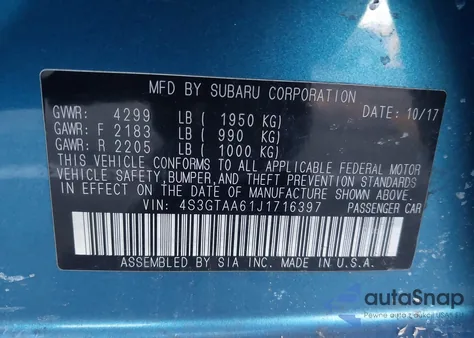 MFD BY SUBARU CORPORATION
GVWR: 4299 LB ( 1950 KG) DATE: 10/17
GAWR: F 2183 LB ( 990 KG)
GAWR: R 2205 LB ( 1000 KG)
THIS VEHICLE CONFORMS TO ALL APPLICABLE FEDERAL MOTOR
VEHICLE SAFETY, BUMPER, AND THEFT PREVENTION STANDARDS
IN EFFECT ON THE DATE OF MANUFACTURE SHOWN ABOVE.
VIN: 4S3GTAA61J1716397 PASSENGER CAR
ASSEMBLED BY SIA INC. MADE IN U.S.A.
autoSnap
Pewne auto z dokładnością